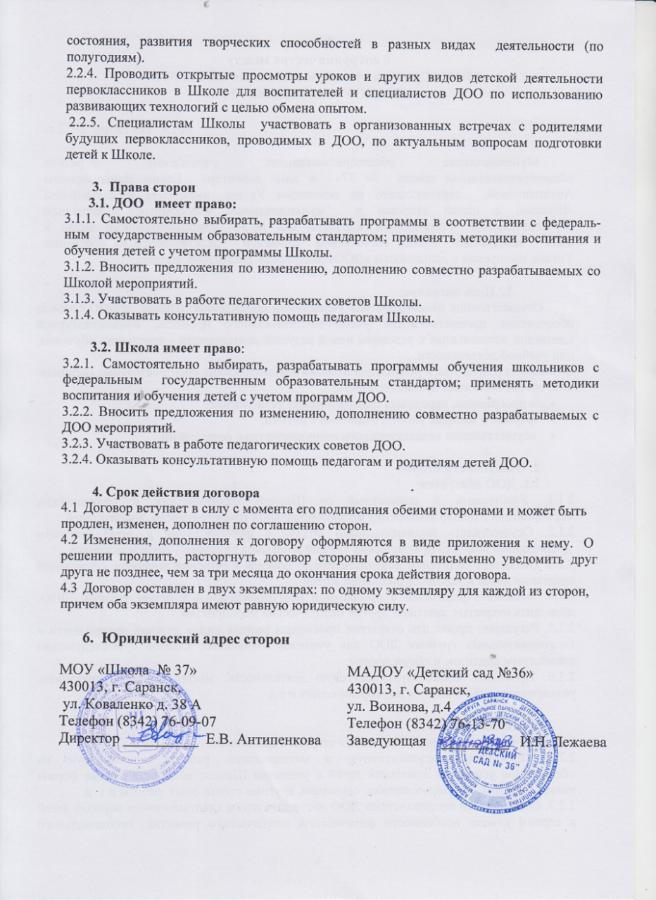 состояния, развития творческих способностей в разных видах деятельности (по
полугодиям).
2.2.4. Проводить открытые просмотры уроков и других видов детской деятельности
первоклассников в Школе для воспитателей и специалистов ДОО по использованию
развивающих технологий с целью обмена опытом.
2.2.5. Специалистам Школы участвовать в организованных встречах с родителями
будущих первоклассников, проводимых в ДОО, по актуальным вопросам подготовки
детей к Школе.
3. Права сторон
3.1. ДОО имеет право:
3.1.1. Самостоятельно выбирать, разрабатывать программы в соответствии с федераль-
ным государственным образовательным стандартом; применять методики воспитания и
обучения детей с учетом программы Школы.
3.1.2. Вносить предложения по изменению, дополнению совместно разрабатываемых со
Школой мероприятий.
3.1.3. Участвовать в работе педагогических советов Школы.
3.1.4. Оказывать консультативную помощь педагогам Школы.
3.2. Школа имеет право:
3.2.1. Самостоятельно выбирать, разрабатывать программы обучения школьников с
федеральным государственным образовательным стандартом; применять методики
воспитания и обучения детей с учетом программ ДОО.
3.2.2. Вносить предложения по изменению, дополнению совместно разрабатываемых с
ДОО мероприятий.
3.2.3. Участвовать в работе педагогических советов ДОО.
3.2.4. Оказывать консультативную помощь педагогам и родителям детей ДОО.
4. Срок действия договора
4.1 Договор вступает в силу с момента его подписания обеими сторонами и может быть
продлен, изменен, дополнен по соглашению сторон.
4.2 Изменения, дополнения к договору оформляются в виде приложения к нему. О
решении продлить, расторгнуть договор стороны обязаны письменно уведомить друг
друга не позднее, чем за три месяца до окончания срока действия договора.
4.3 Договор составлен в двух экземплярах: по одному экземпляру для каждой из сторон,
причем оба экземпляра имеют равную юридическую силу.
6. Юридический адрес сторон
МОУ «Школа № 37»
430013, г. Саранск,
ул. Коваленко д. 38 А
Телефон (8342) 76-09-07
Директор Е.В. Антипенкова
МАДОУ «Детский сад №36»
430013, г. Саранск,
ул. Воинова, д.4
Телефон (8342) 76-13-70
Заведующая И.Н. Лежаева
ДЕТСКИЙ
САД № 36"